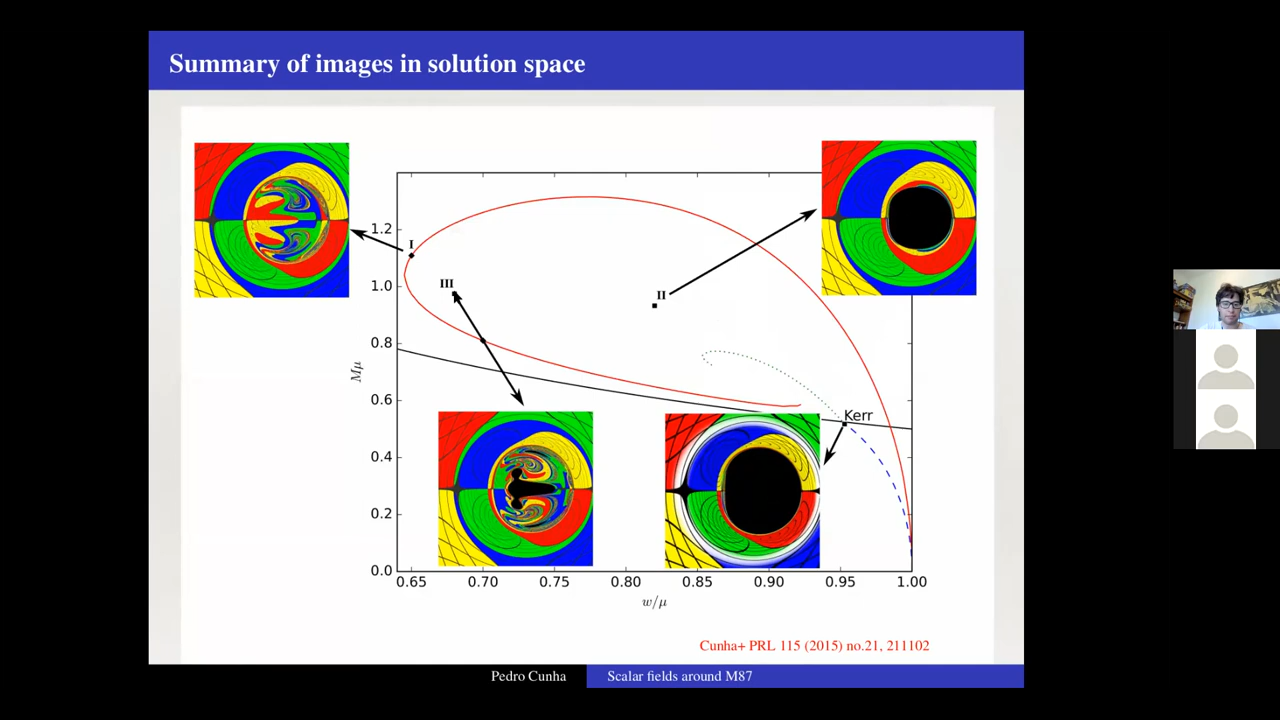 Summary of images in solution space
I
III
II
Kerr
1.2
1.0
0.8
0.6
0.4
0.2
0.0
Mμ
0.65 0.70 0.75 0.80 0.85 0.90 0.95 1.00
w/μ
Cunha+ PRL 115 (2015) no.21, 211102
Pedro Cunha
Scalar fields around M87